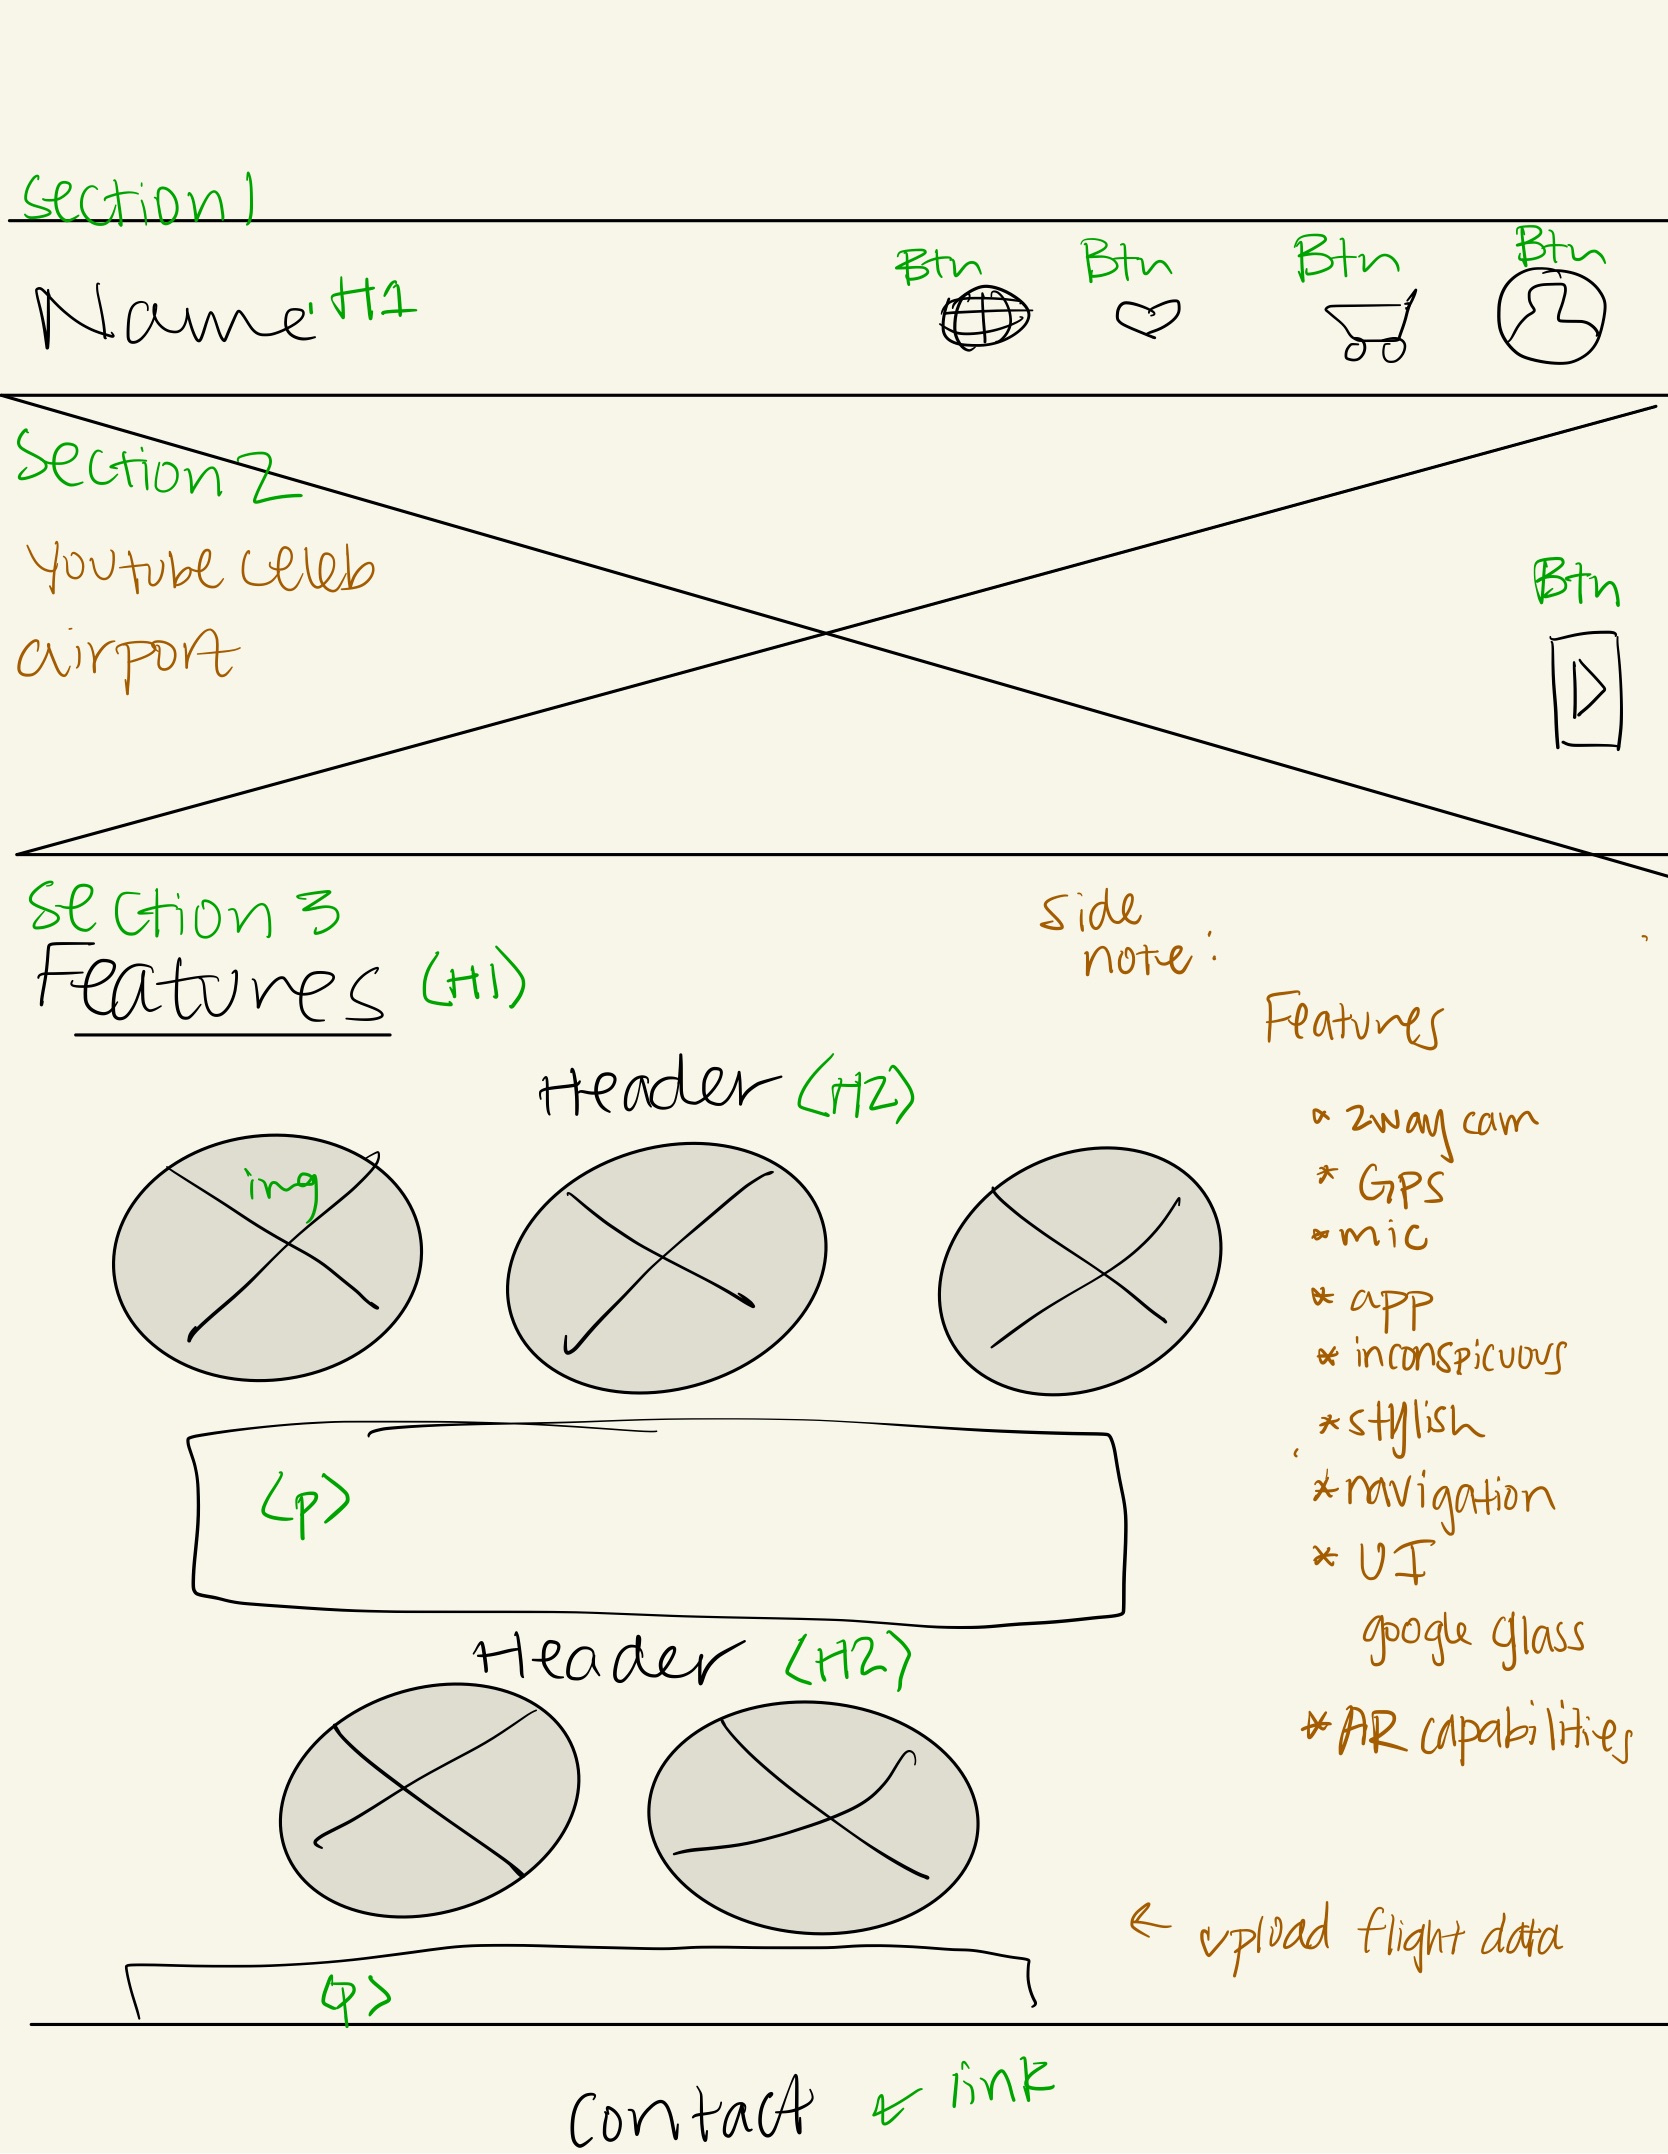 section 1
Btn Btn Btn Btn
Name H1
Section 2
Youtube celeb
airport
Btn
Section 3
Features (H1)
side
note:
Features
Header <H2>
* 2way cam
img
* GPS
* mic
* app
* inconspicuous
* stylish
<p>
* navigation
* UI
google glass
Header <H2>
* AR capabilities
← upload flight data
<p>
contact ← link